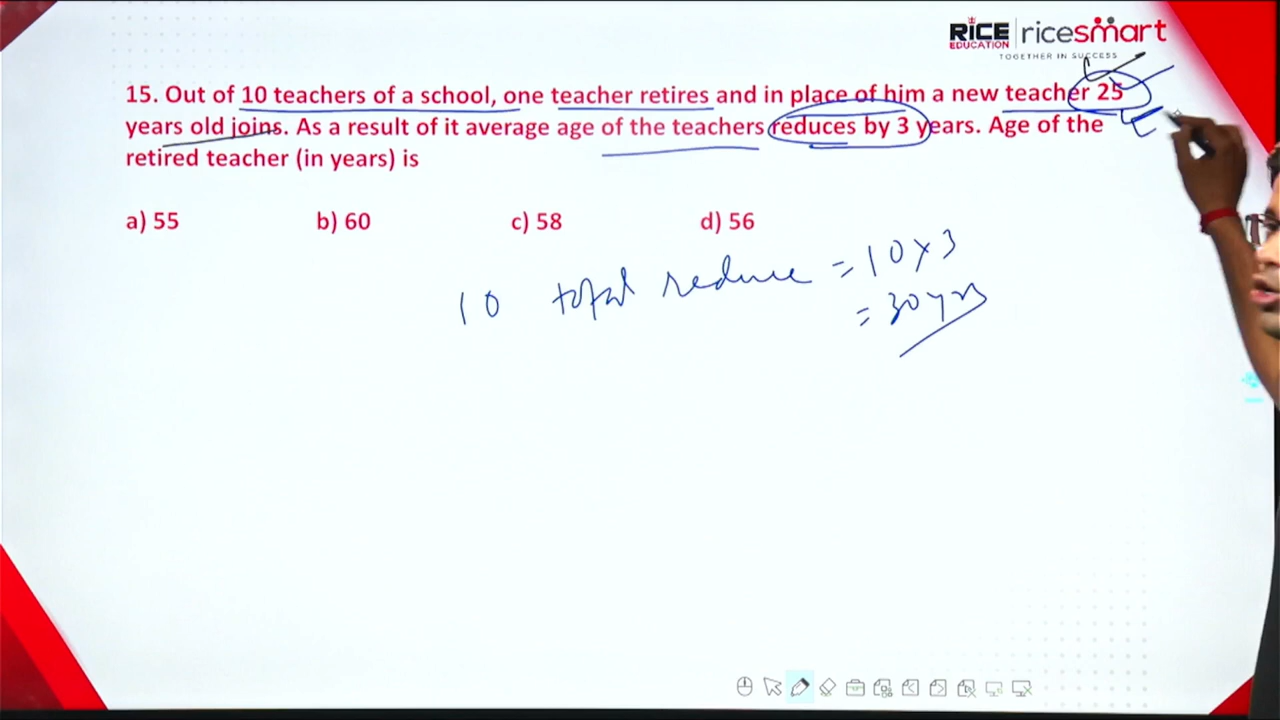 RICE EDUCATION | ricesmart
TOGETHER IN SUCCESS
15. Out of 10 teachers of a school, one teacher retires and in place of him a new teacher 25
years old joins. As a result of it average age of the teachers reduces by 3 years. Age of the
retired teacher (in years) is
a) 55 b) 60 c) 58 d) 56
10 total reduce = 10 x 3
= 30 yrs